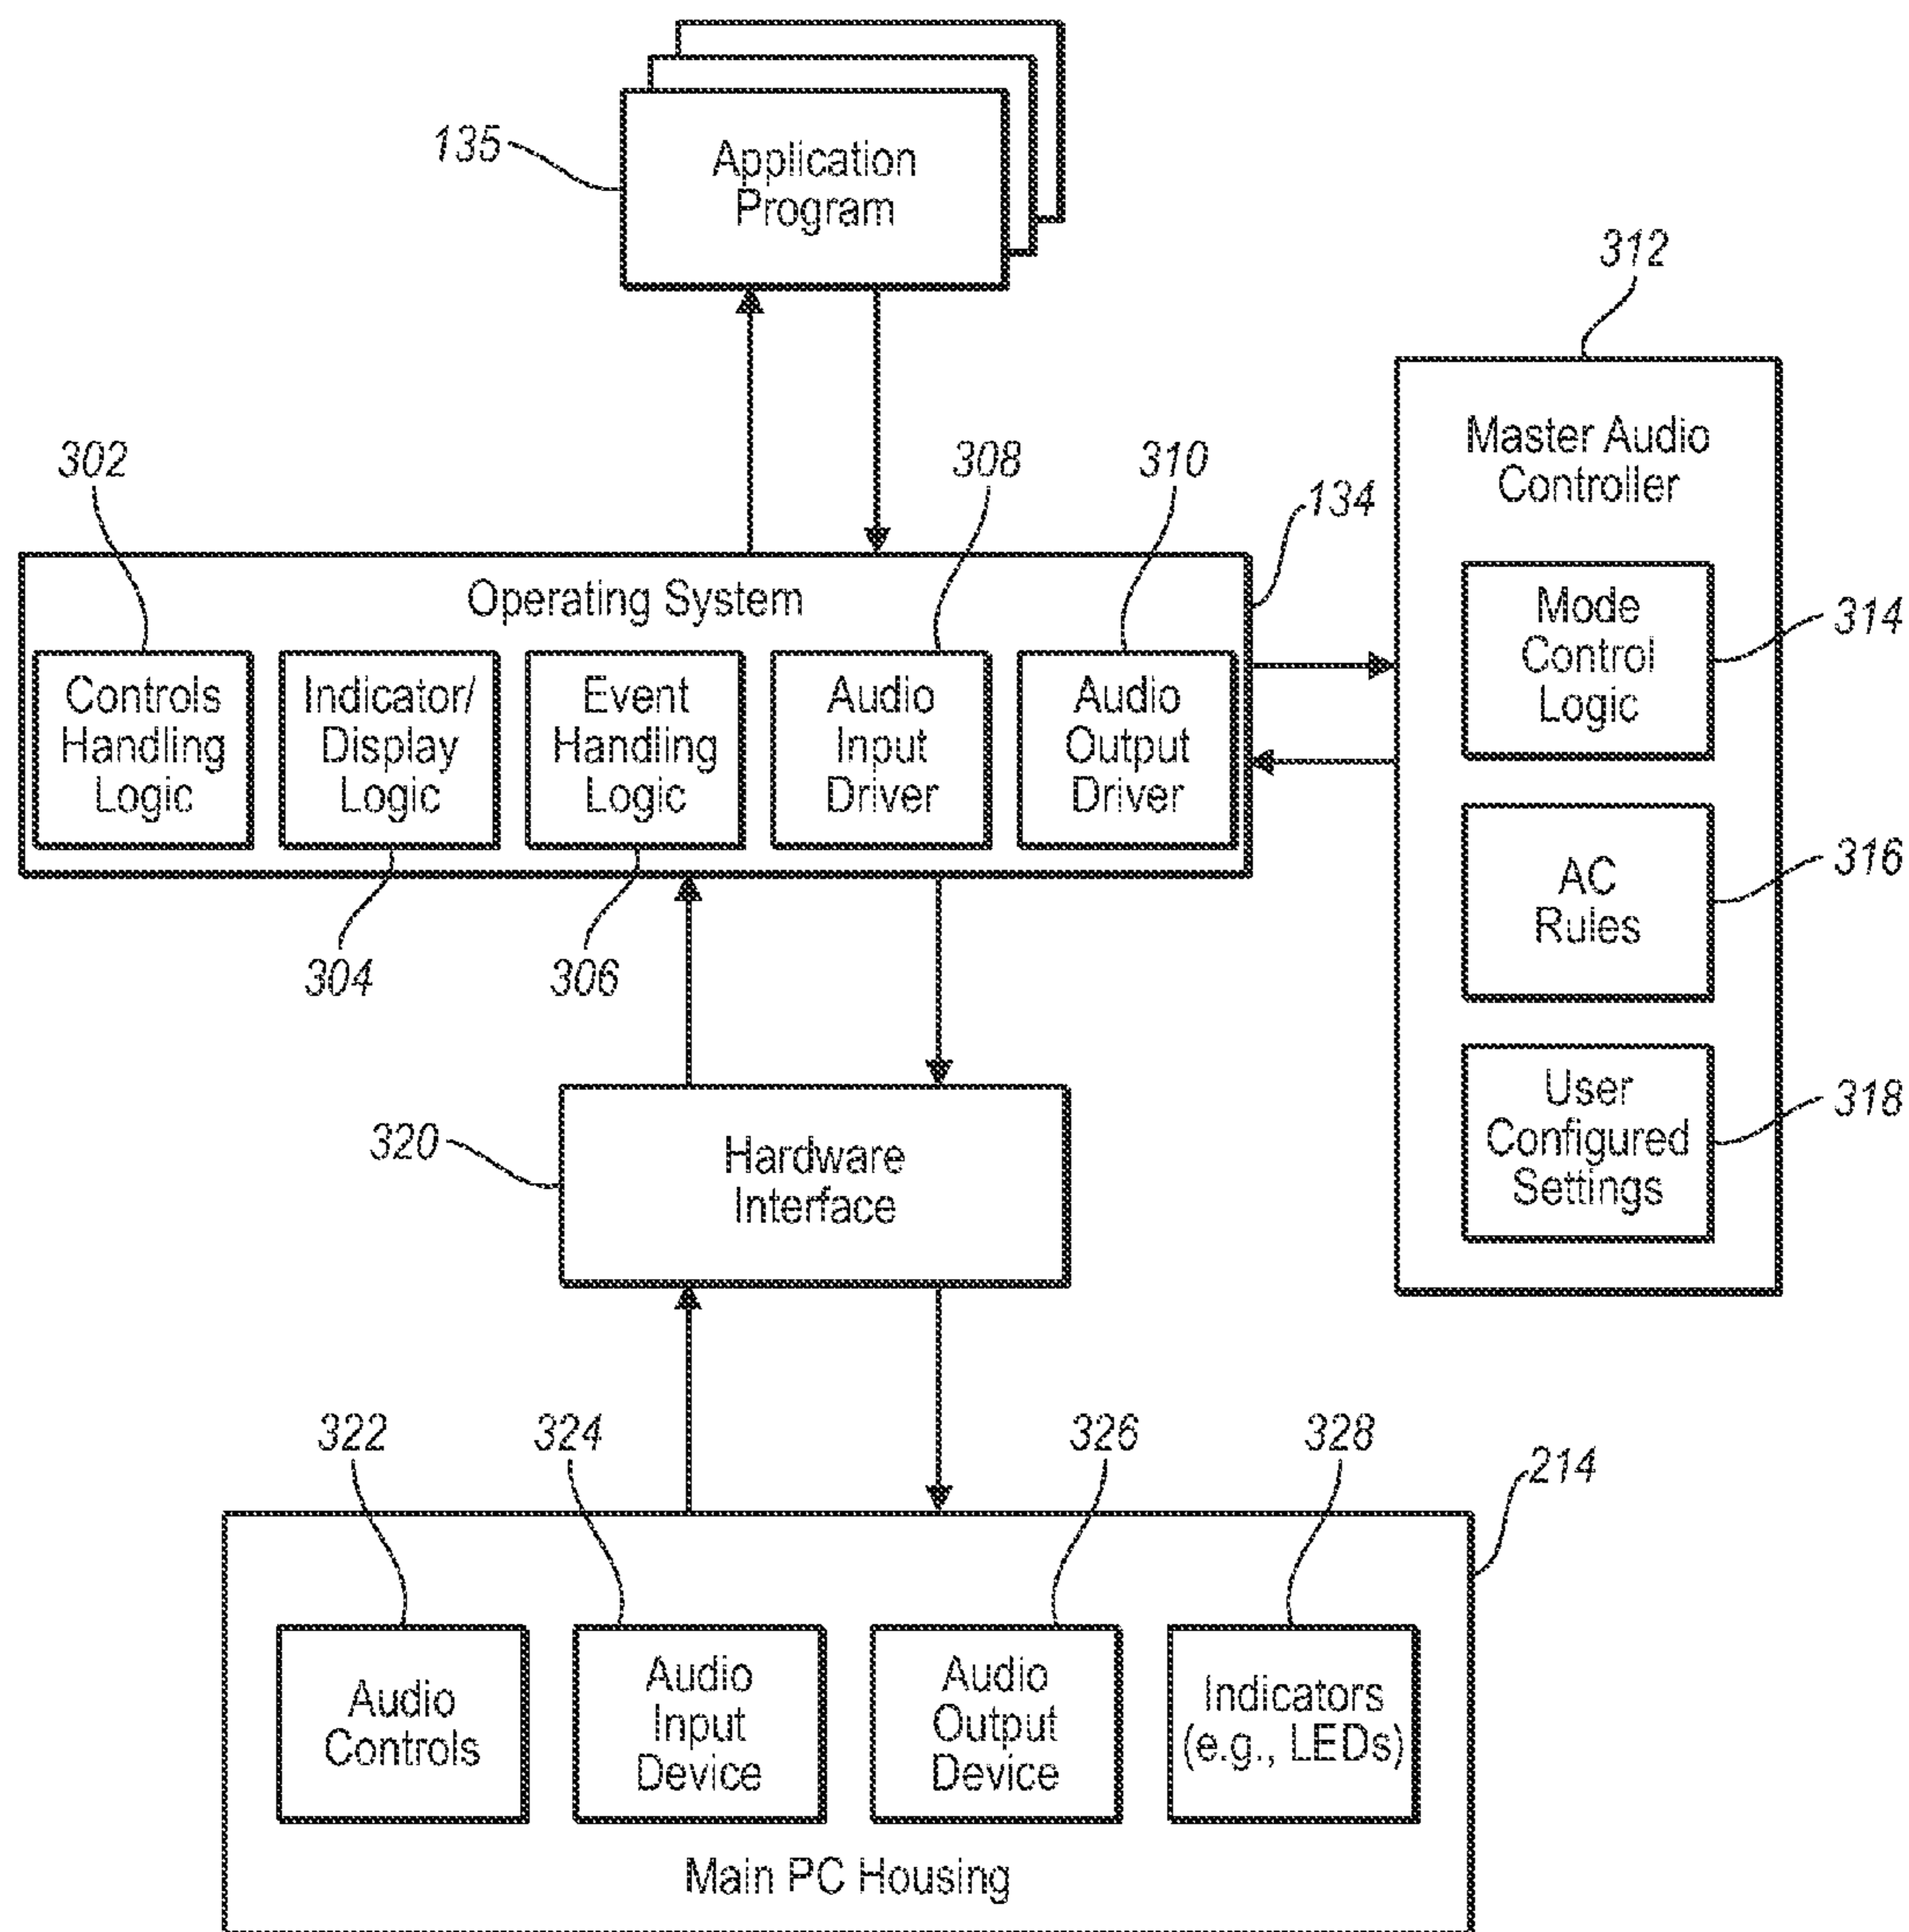 135
Application
Program
312
Master Audio
Controller
302
308
310
134
Operating System
Controls
Handling
Logic
Indicator/
Display
Logic
Event
Handling
Logic
Audio
Input
Driver
Audio
Output
Driver
Mode
Control
Logic
314
AC
Rules
316
304
306
User
Configured
Settings
318
320
Hardware
Interface
322
324
326
328
214
Audio
Controls
Audio
Input
Device
Audio
Output
Device
Indicators
(e.g., LEDs)
Main PC Housing